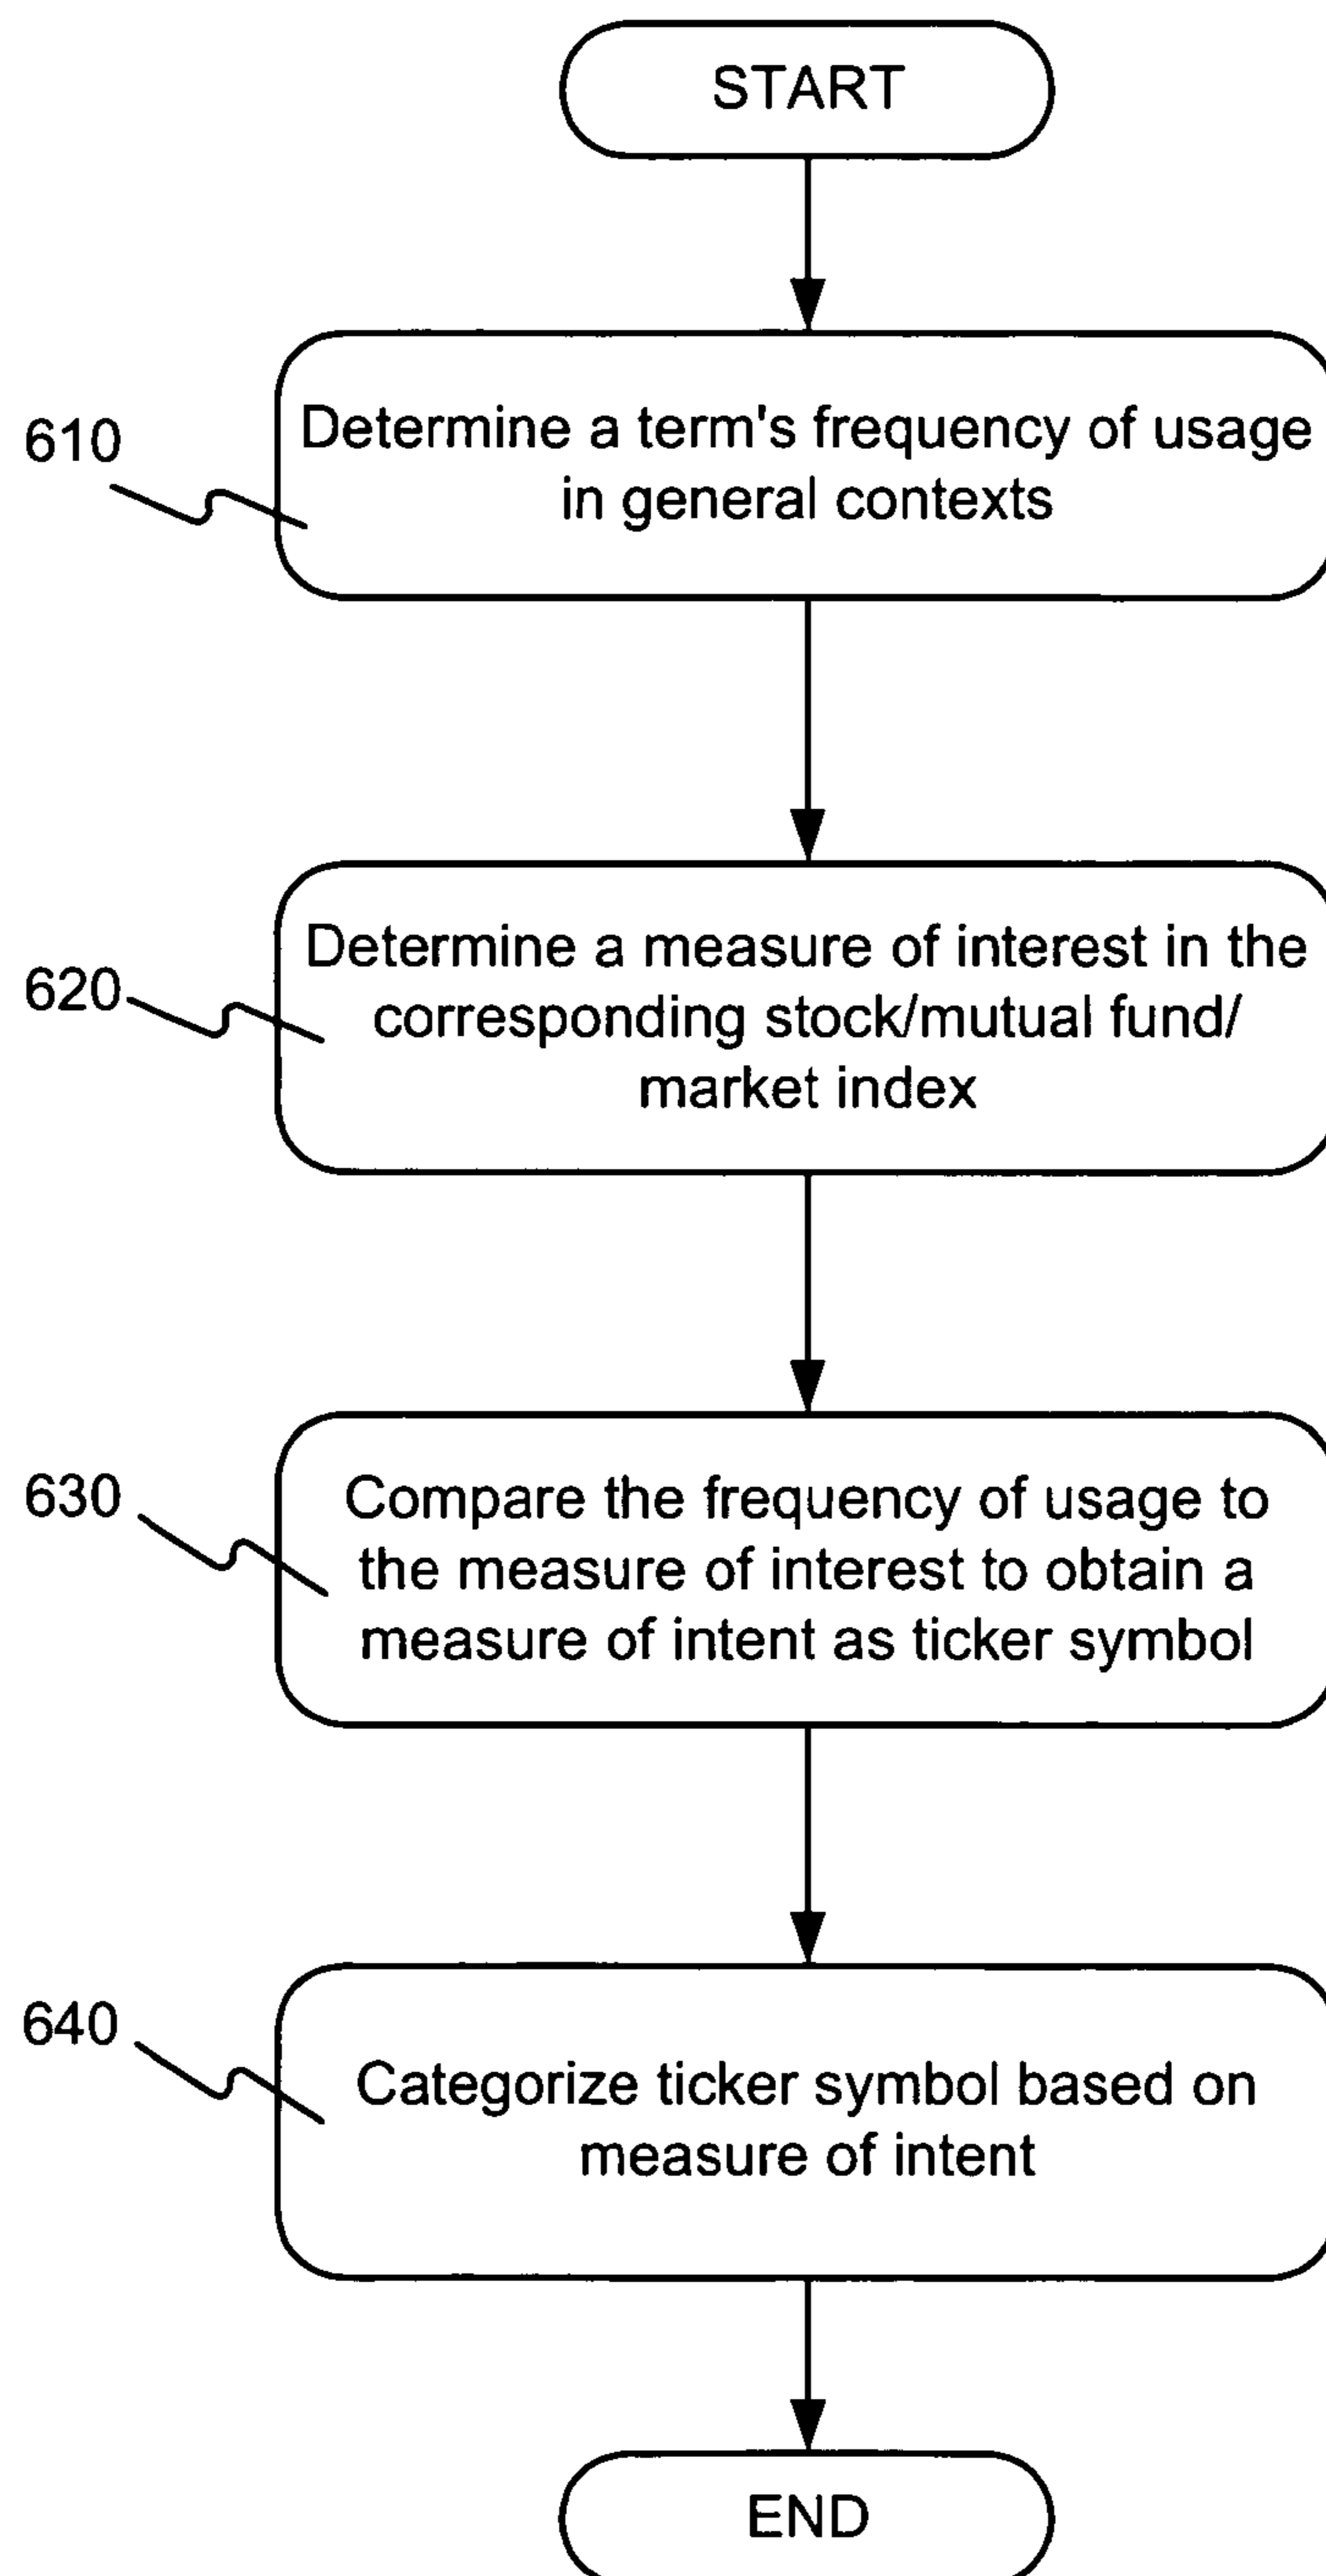 START
610
Determine a term's frequency of usage
in general contexts
620
Determine a measure of interest in the
corresponding stock/mutual fund/
market index
630
Compare the frequency of usage to
the measure of interest to obtain a
measure of intent as ticker symbol
640
Categorize ticker symbol based on
measure of intent
END